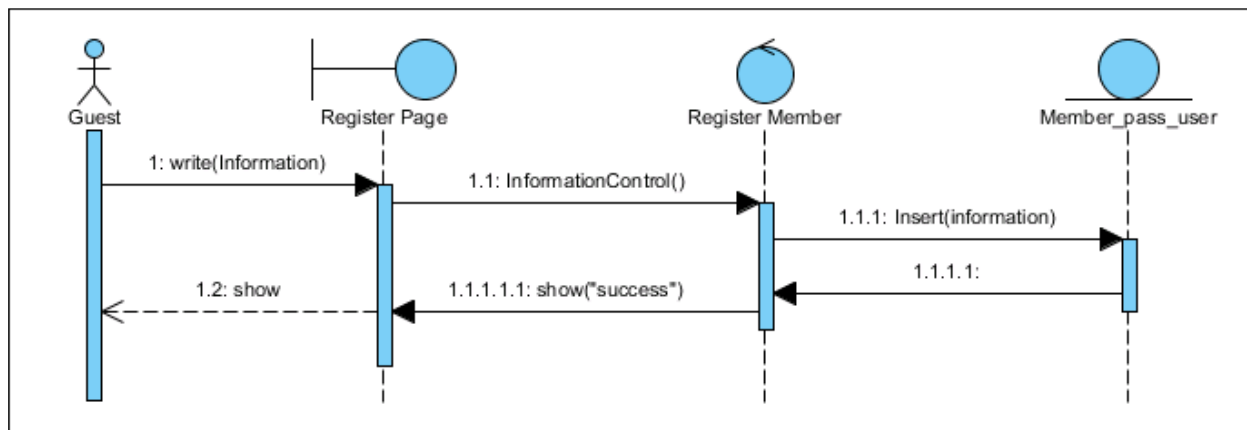 Guest
Register Page
Register Member
Member_pass_user
1: write(Information)
1.1: InformationControl()
1.1.1: Insert(information)
1.1.1.1:
1.2: show
1.1.1.1.1: show("success")